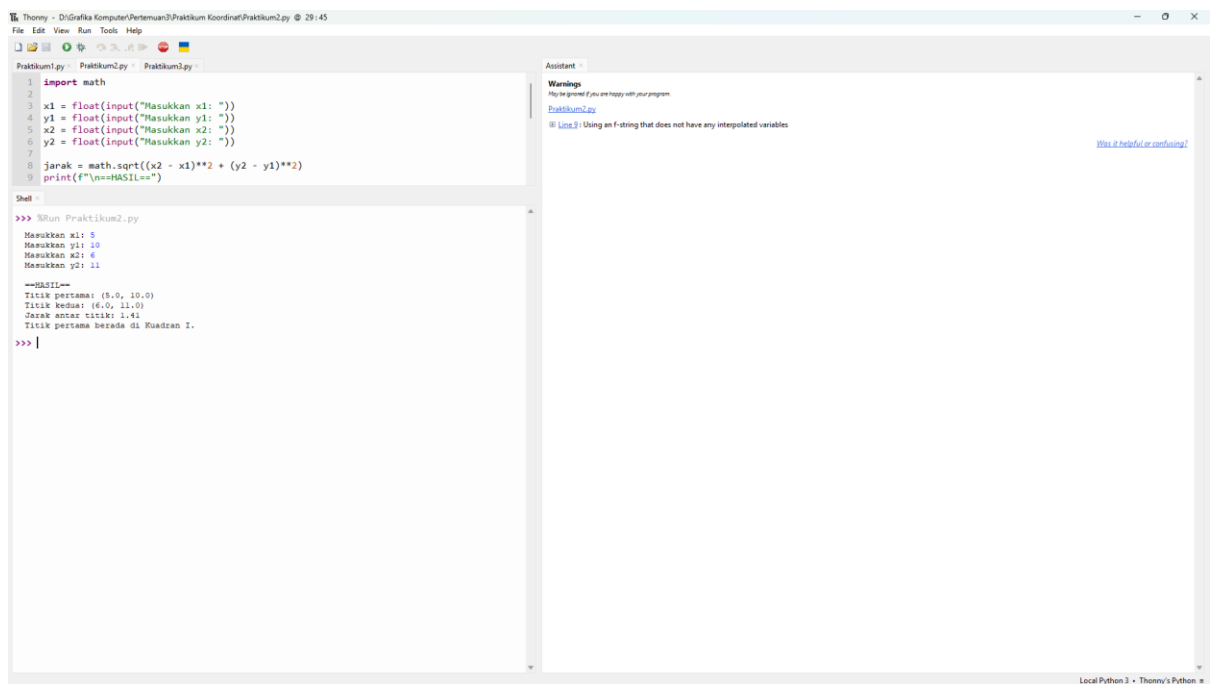 Thonny - D:\Grafika Komputer\Pertemuan3\Praktikum Koordinat\Praktikum2.py @ 29:45
File Edit View Run Tools Help
Praktikum1.py Praktikum2.py Praktikum3.py
1 import math
2
3 x1 = float(input("Masukkan x1: "))
4 y1 = float(input("Masukkan y1: "))
5 x2 = float(input("Masukkan x2: "))
6 y2 = float(input("Masukkan y2: "))
7
8 jarak = math.sqrt((x2 - x1)**2 + (y2 - y1)**2)
9 print(f"\n==HASIL==")
Shell
>>> %Run Praktikum2.py
Masukkan x1: 5
Masukkan y1: 10
Masukkan x2: 6
Masukkan y2: 11
==HASIL==
Titik pertama: (5.0, 10.0)
Titik kedua: (6.0, 11.0)
Jarak antar titik: 1.41
Titik pertama berada di Kuadran I.
>>>
Assistant
Warnings
May be ignored if you are happy with your program.
Praktikum2.py
Line 9 : Using an f-string that does not have any interpolated variables
Was it helpful or confusing?
Local Python 3 • Thonny's Python ≡